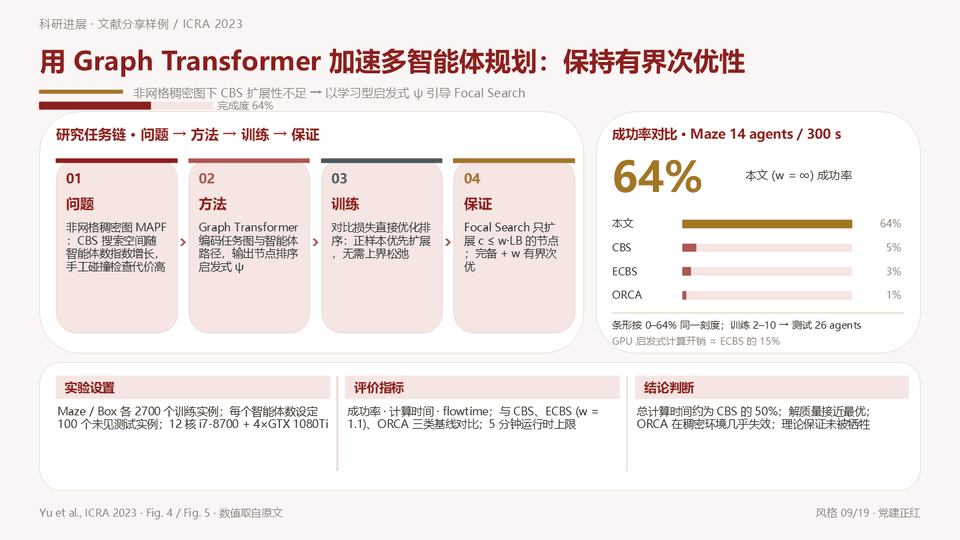 科研进展 · 文献分享样例 / ICRA 2023
用 Graph Transformer 加速多智能体规划：保持有界次优性
非网格稠密图下 CBS 扩展性不足 → 以学习型启发式 ψ 引导 Focal Search
完成度 64%
研究任务链 · 问题 → 方法 → 训练 → 保证
01
问题
非网格稠密图 MAPF
：CBS 搜索空间随
智能体数指数增长，
手工碰撞检查代价高
›
02
方法
Graph Transformer
编码任务图与智能体
路径，输出节点排序
启发式 ψ
›
03
训练
对比损失直接优化排
序：正样本优先扩展
，无需上界松弛
›
04
保证
Focal Search 只扩
展 c ≤ w·LB 的节点
；完备 + w 有界次
优
成功率对比 · Maze 14 agents / 300 s
64%
本文 (w = ∞) 成功率
本文 64%
CBS 5%
ECBS 3%
ORCA 1%
条形按 0–64% 同一刻度；训练 2–10 → 测试 26 agents
GPU 启发式计算开销 ≈ ECBS 的 15%
实验设置
Maze / Box 各 2700 个训练实例；每个智能体数设定
100 个未见测试实例；12 核 i7-8700 + 4×GTX 1080Ti
评价指标
成功率 · 计算时间 · flowtime；与 CBS、ECBS (w =
1.1)、ORCA 三类基线对比；5 分钟运行时上限
结论判断
总计算时间约为 CBS 的 50%；解质量接近最优；
ORCA 在稠密环境几乎失效；理论保证未被牺牲
Yu et al., ICRA 2023 · Fig. 4 / Fig. 5 · 数值取自原文
风格 09/19 · 党建正红